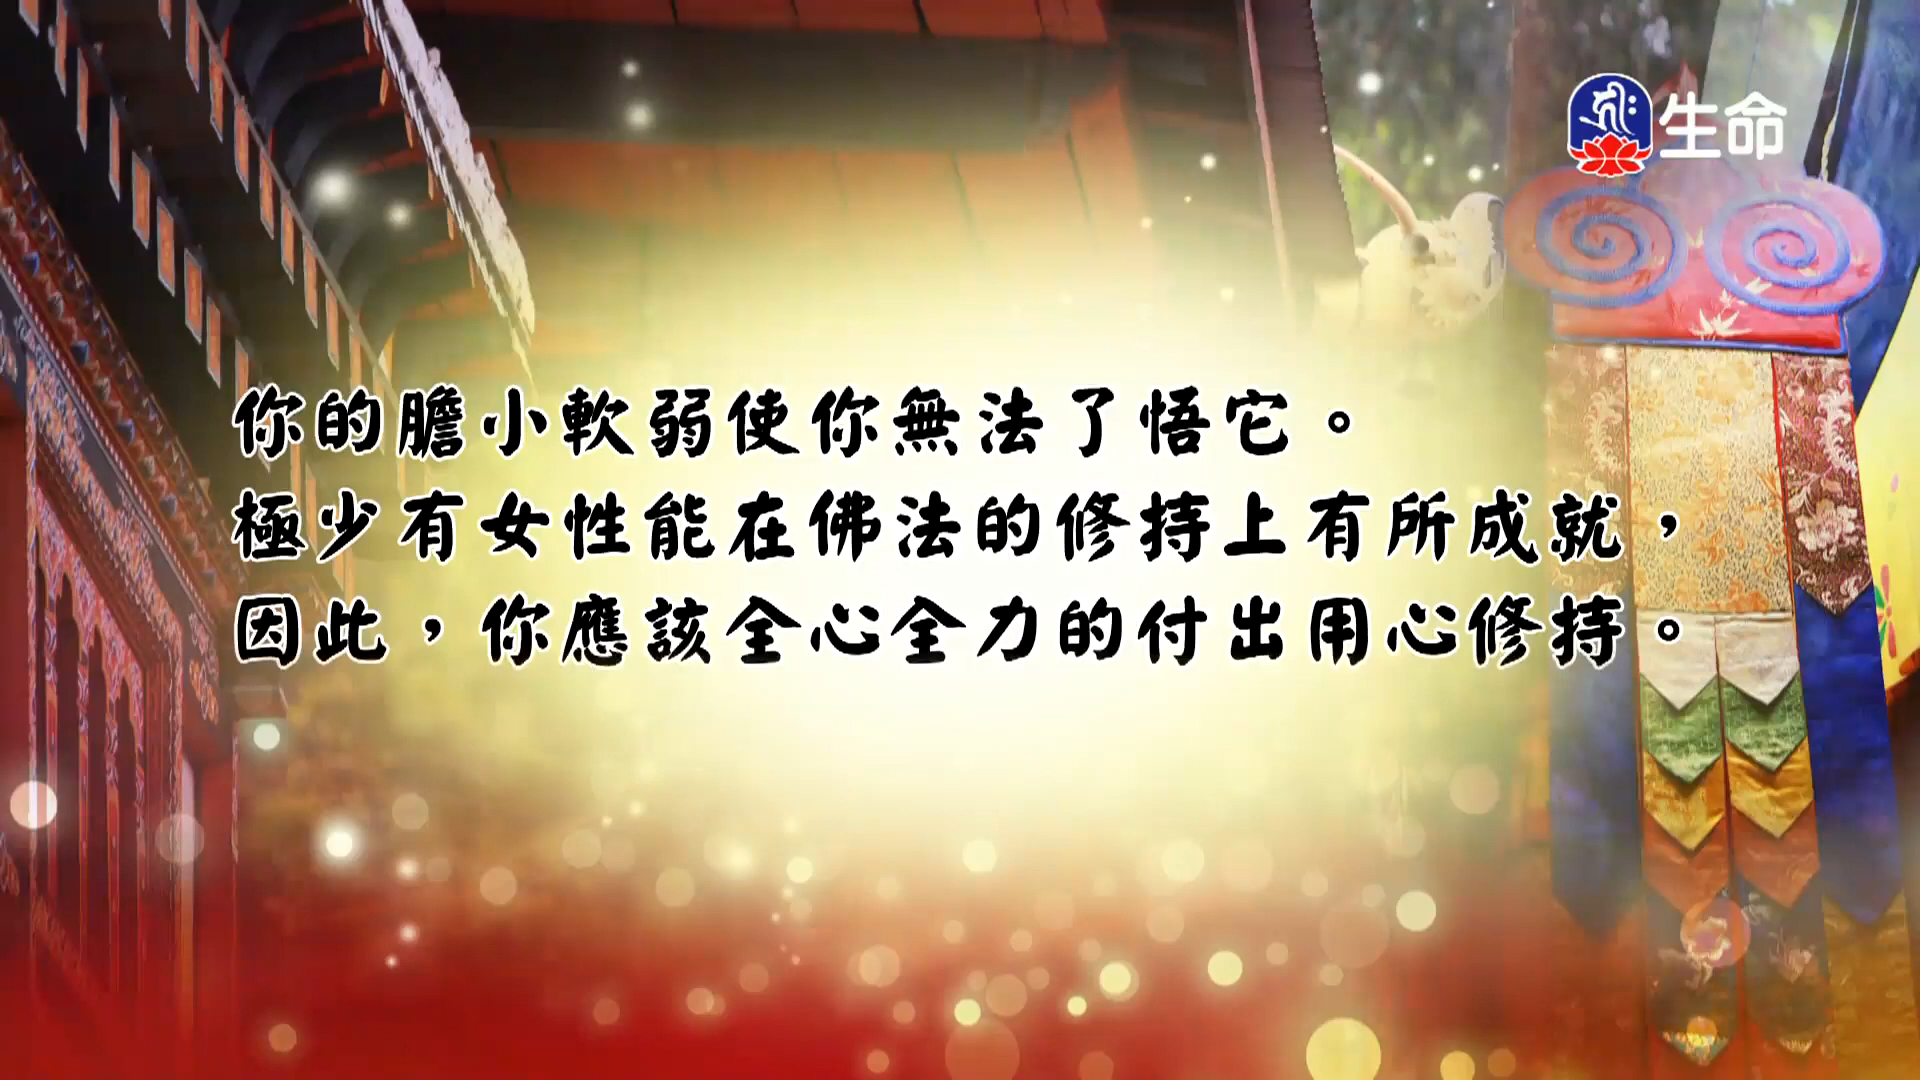 生命
你的膽小軟弱使你無法了悟它。
極少有女性能在佛法的修持上有所成就，
因此，你應該全心全力的付出用心修持。